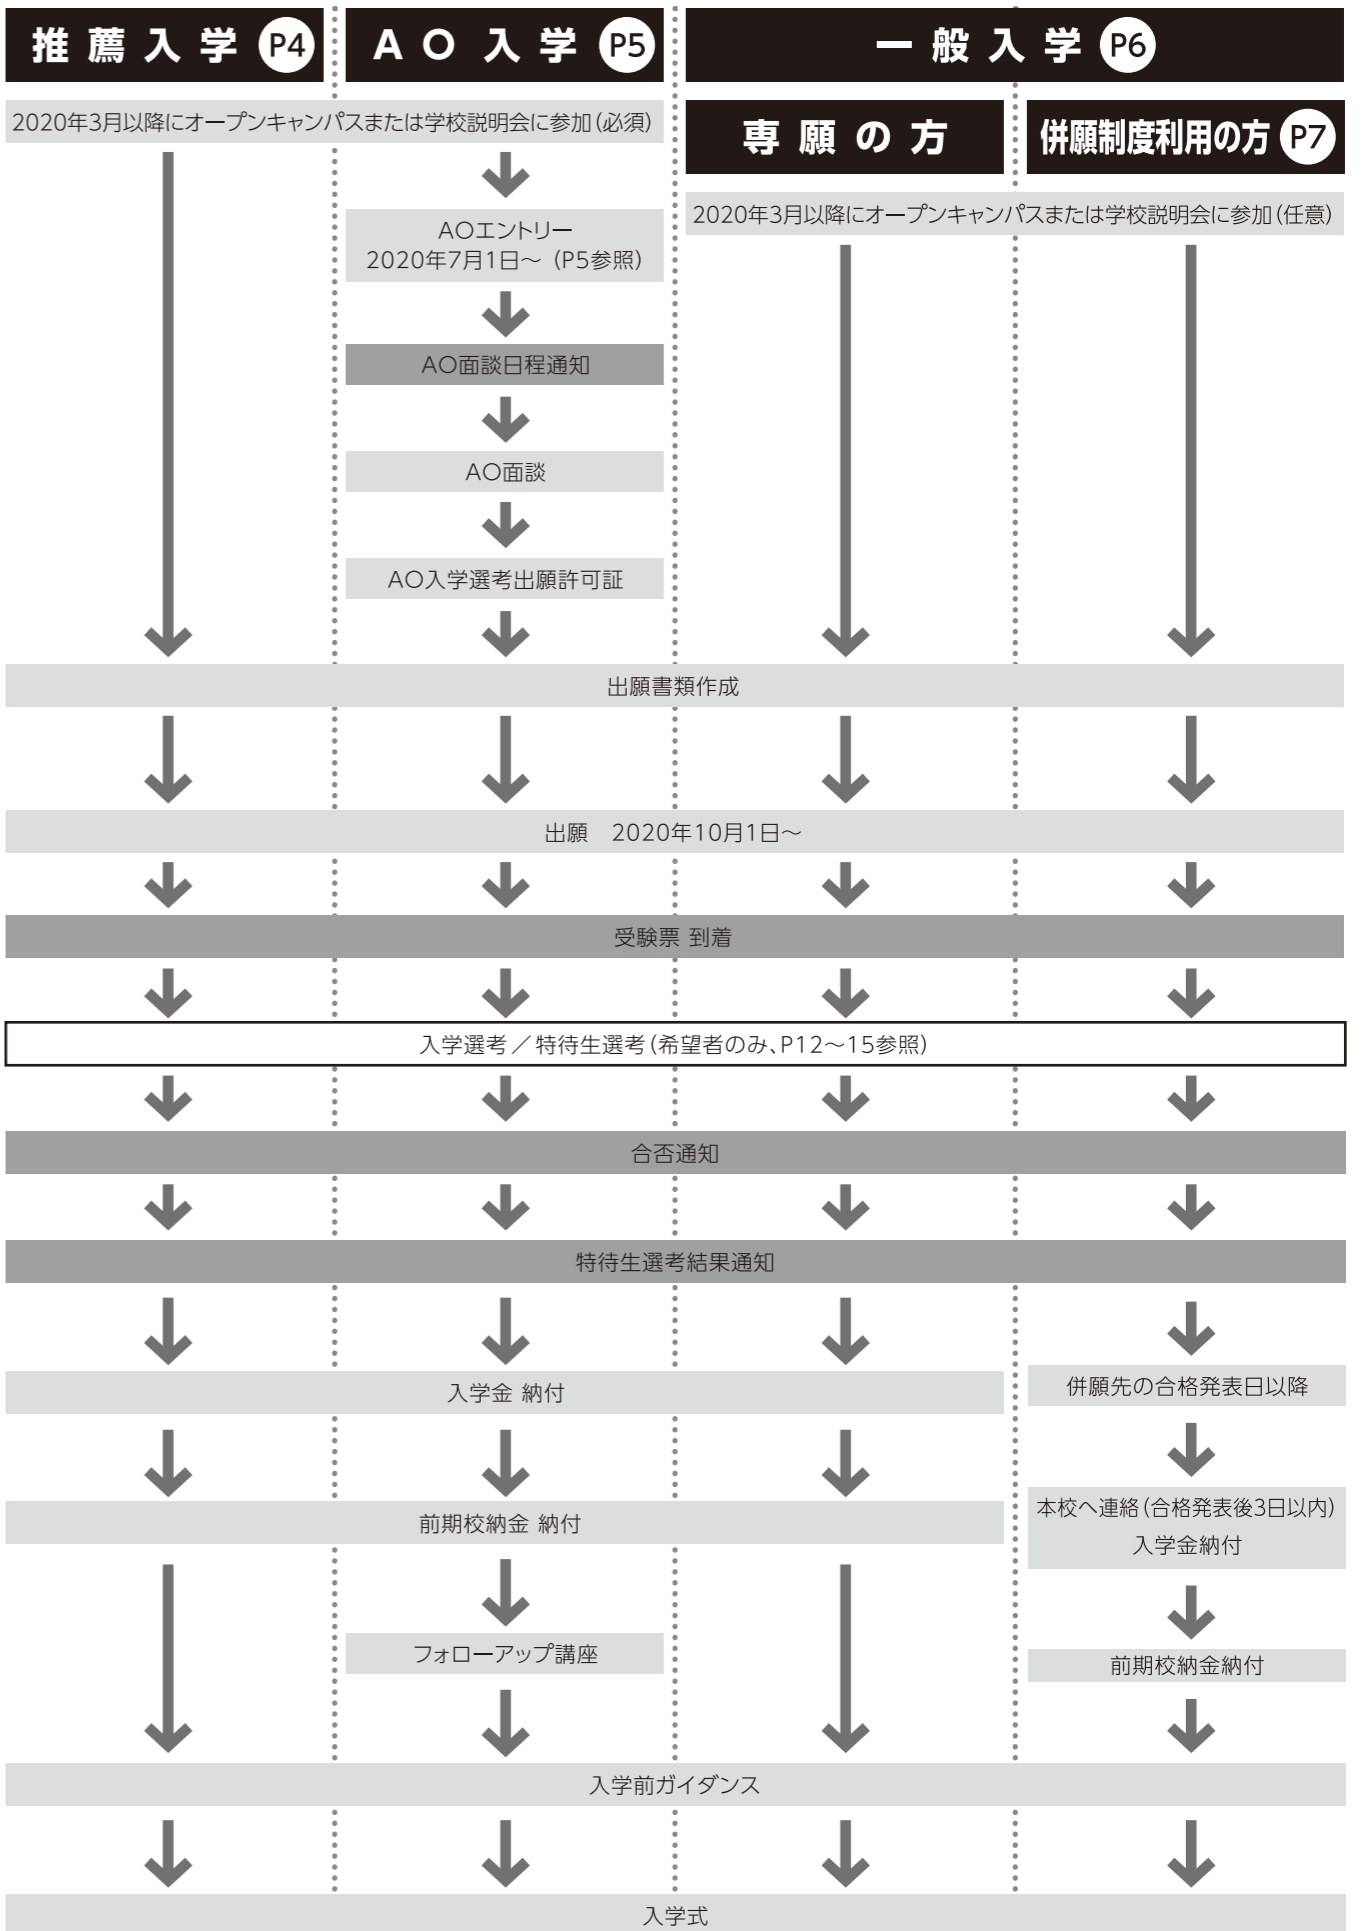 推薦入学 P4
AO入学 P5
一般入学 P6
2020年3月以降にオープンキャンパスまたは学校説明会に参加(必須)
専願の方
併願制度利用の方 P7
2020年3月以降にオープンキャンパスまたは学校説明会に参加(任意)
AOエントリー
2020年7月1日～(P5参照)
AO面談日程通知
AO面談
AO入学選考出願許可証
出願書類作成
出願 2020年10月1日～
受験票 到着
入学選考／特待生選考(希望者のみ、P12～15参照)
合否通知
特待生選考結果通知
入学金 納付
併願先の合格発表日以降
前期校納金 納付
本校へ連絡(合格発表後3日以内)
入学金納付
フォローアップ講座
前期校納金納付
入学前ガイダンス
入学式